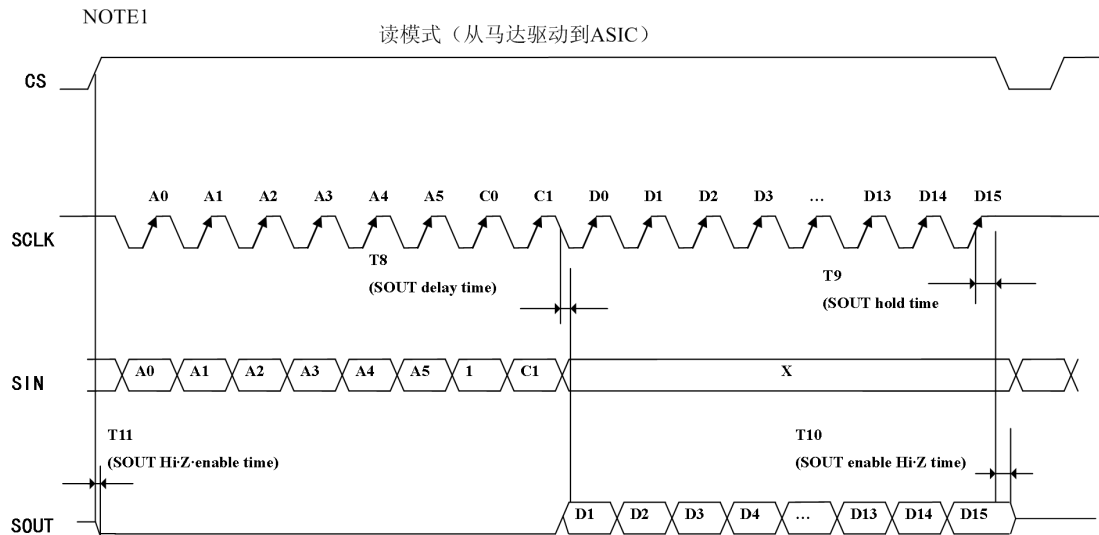 NOTE1
读模式（从马达驱动到ASIC）
CS
A0 A1 A2 A3 A4 A5 C0 C1 D0 D1 D2 D3 ... D13 D14 D15
SCLK
T8
(SOUT delay time)
T9
(SOUT hold time
SIN
A0 A1 A2 A3 A4 A5 1 C1 X
T11
(SOUT Hi-Z-enable time)
T10
(SOUT enable Hi-Z time)
SOUT
D1 D2 D3 D4 ... D13 D14 D15